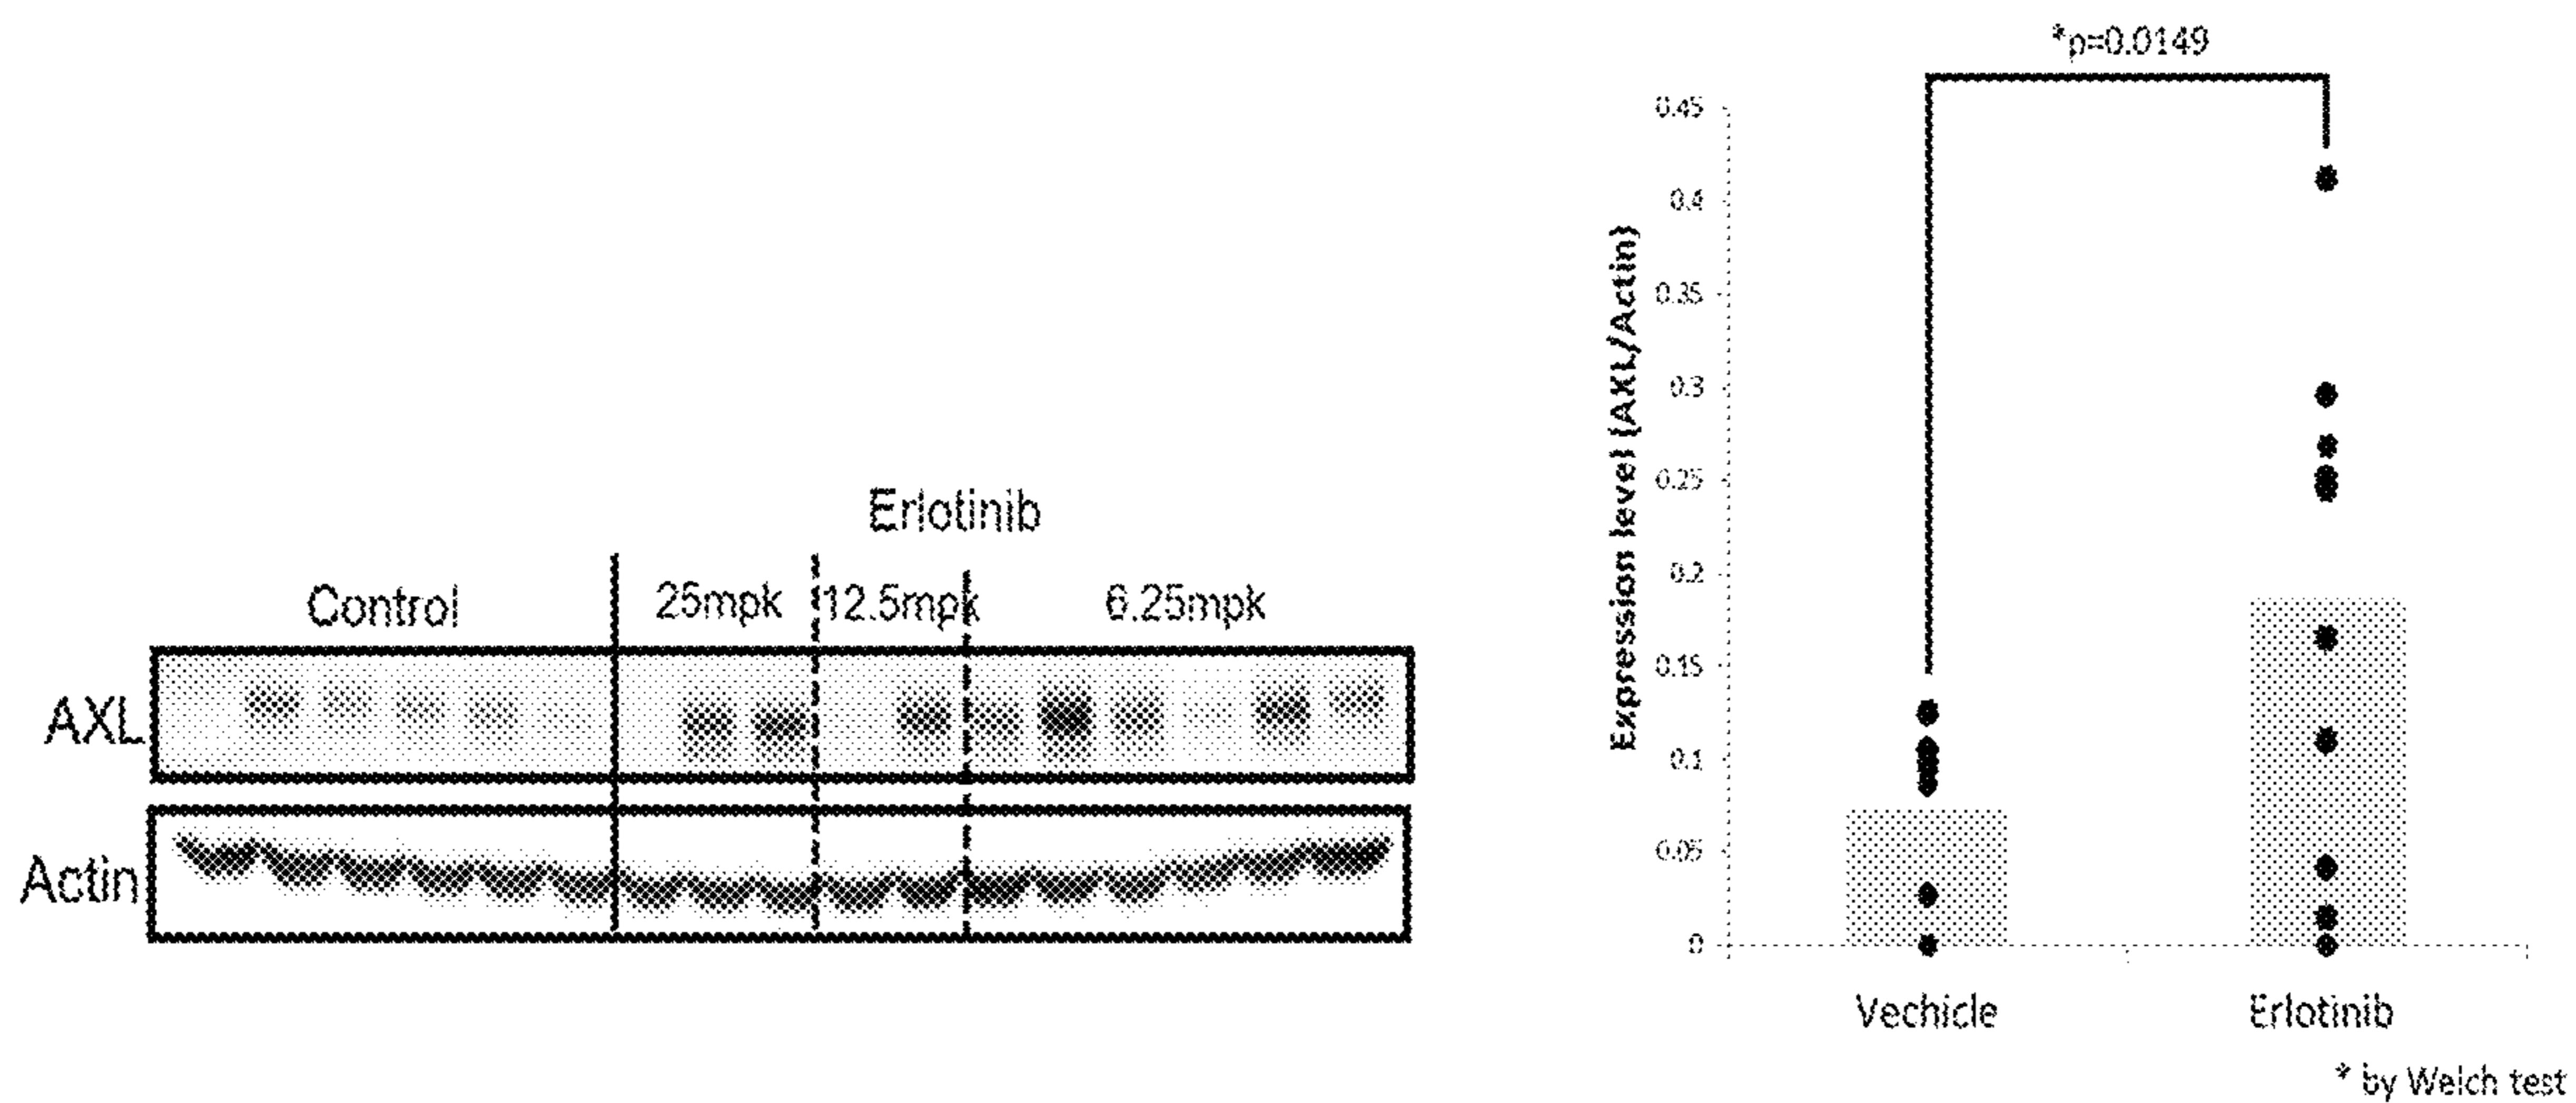 Erlotinib
Control 25mpk 12.5mpk 6.25mpk
AXL
Actin
*p=0.0149
Expression level (AXL/Actin)
0.45
0.4
0.35
0.3
0.25
0.2
0.15
0.1
0.05
0
Vechicle Erlotinib
* by Welch test